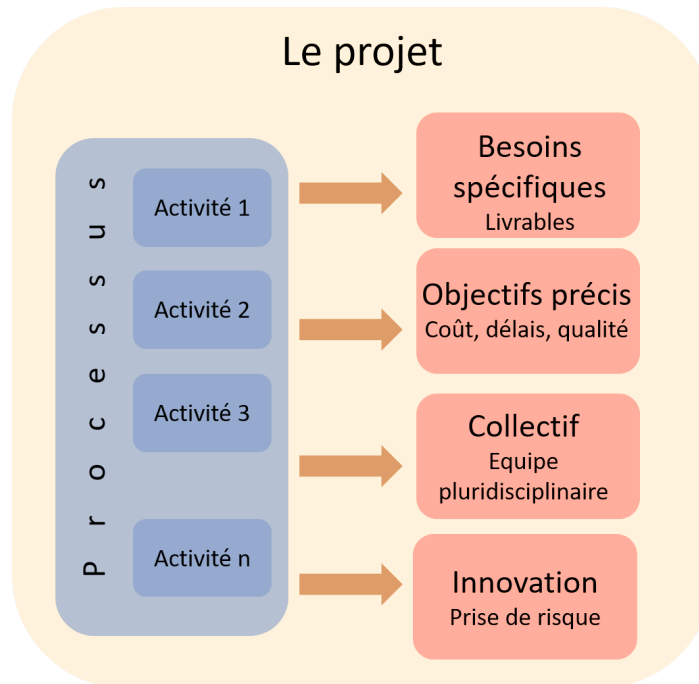 Le projet
Processus
Activité 1
Activité 2
Activité 3
Activité n
Besoins
spécifiques
Livrables
Objectifs précis
Coût, délais, qualité
Collectif
Equipe
pluridisciplinaire
Innovation
Prise de risque